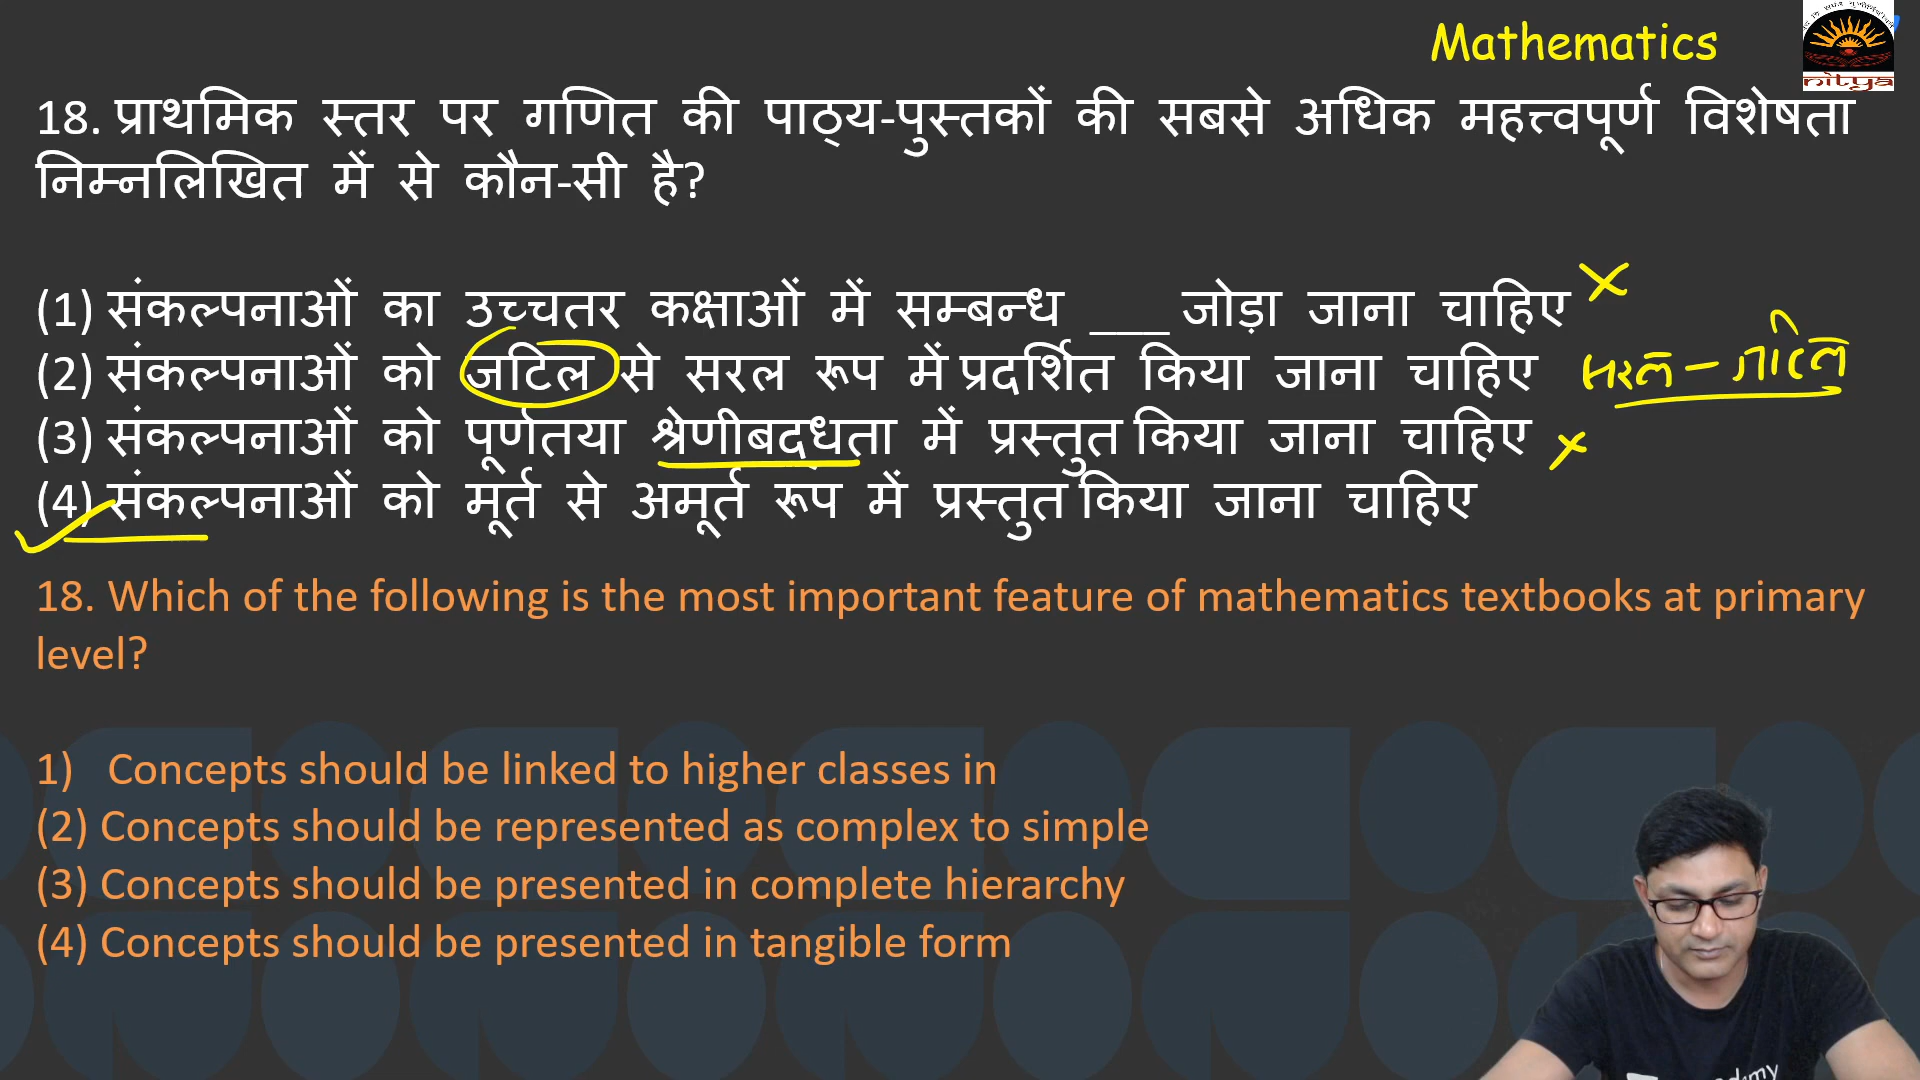 Mathematics
nitya
18. प्राथमिक स्तर पर गणित की पाठ्य-पुस्तकों की सबसे अधिक महत्त्वपूर्ण विशेषता
निम्नलिखित में से कौन-सी है?
(1) संकल्पनाओं का उच्चतर कक्षाओं में सम्बन्ध ___ जोड़ा जाना चाहिए
(2) संकल्पनाओं को जटिल से सरल रूप में प्रदर्शित किया जाना चाहिए
सरल – जटिल
(3) संकल्पनाओं को पूर्णतया श्रेणीबद्धता में प्रस्तुत किया जाना चाहिए
(4) संकल्पनाओं को मूर्त से अमूर्त रूप में प्रस्तुत किया जाना चाहिए
18. Which of the following is the most important feature of mathematics textbooks at primary
level?
1) Concepts should be linked to higher classes in
(2) Concepts should be represented as complex to simple
(3) Concepts should be presented in complete hierarchy
(4) Concepts should be presented in tangible form